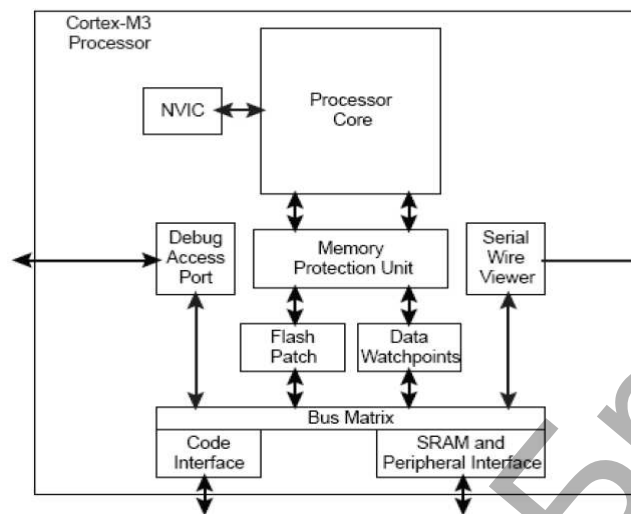 Cortex-M3
Processor
NVIC
Processor
Core
Debug
Access
Port
Memory
Protection Unit
Serial
Wire
Viewer
Flash
Patch
Data
Watchpoints
Bus Matrix
Code
Interface
SRAM and
Peripheral Interface